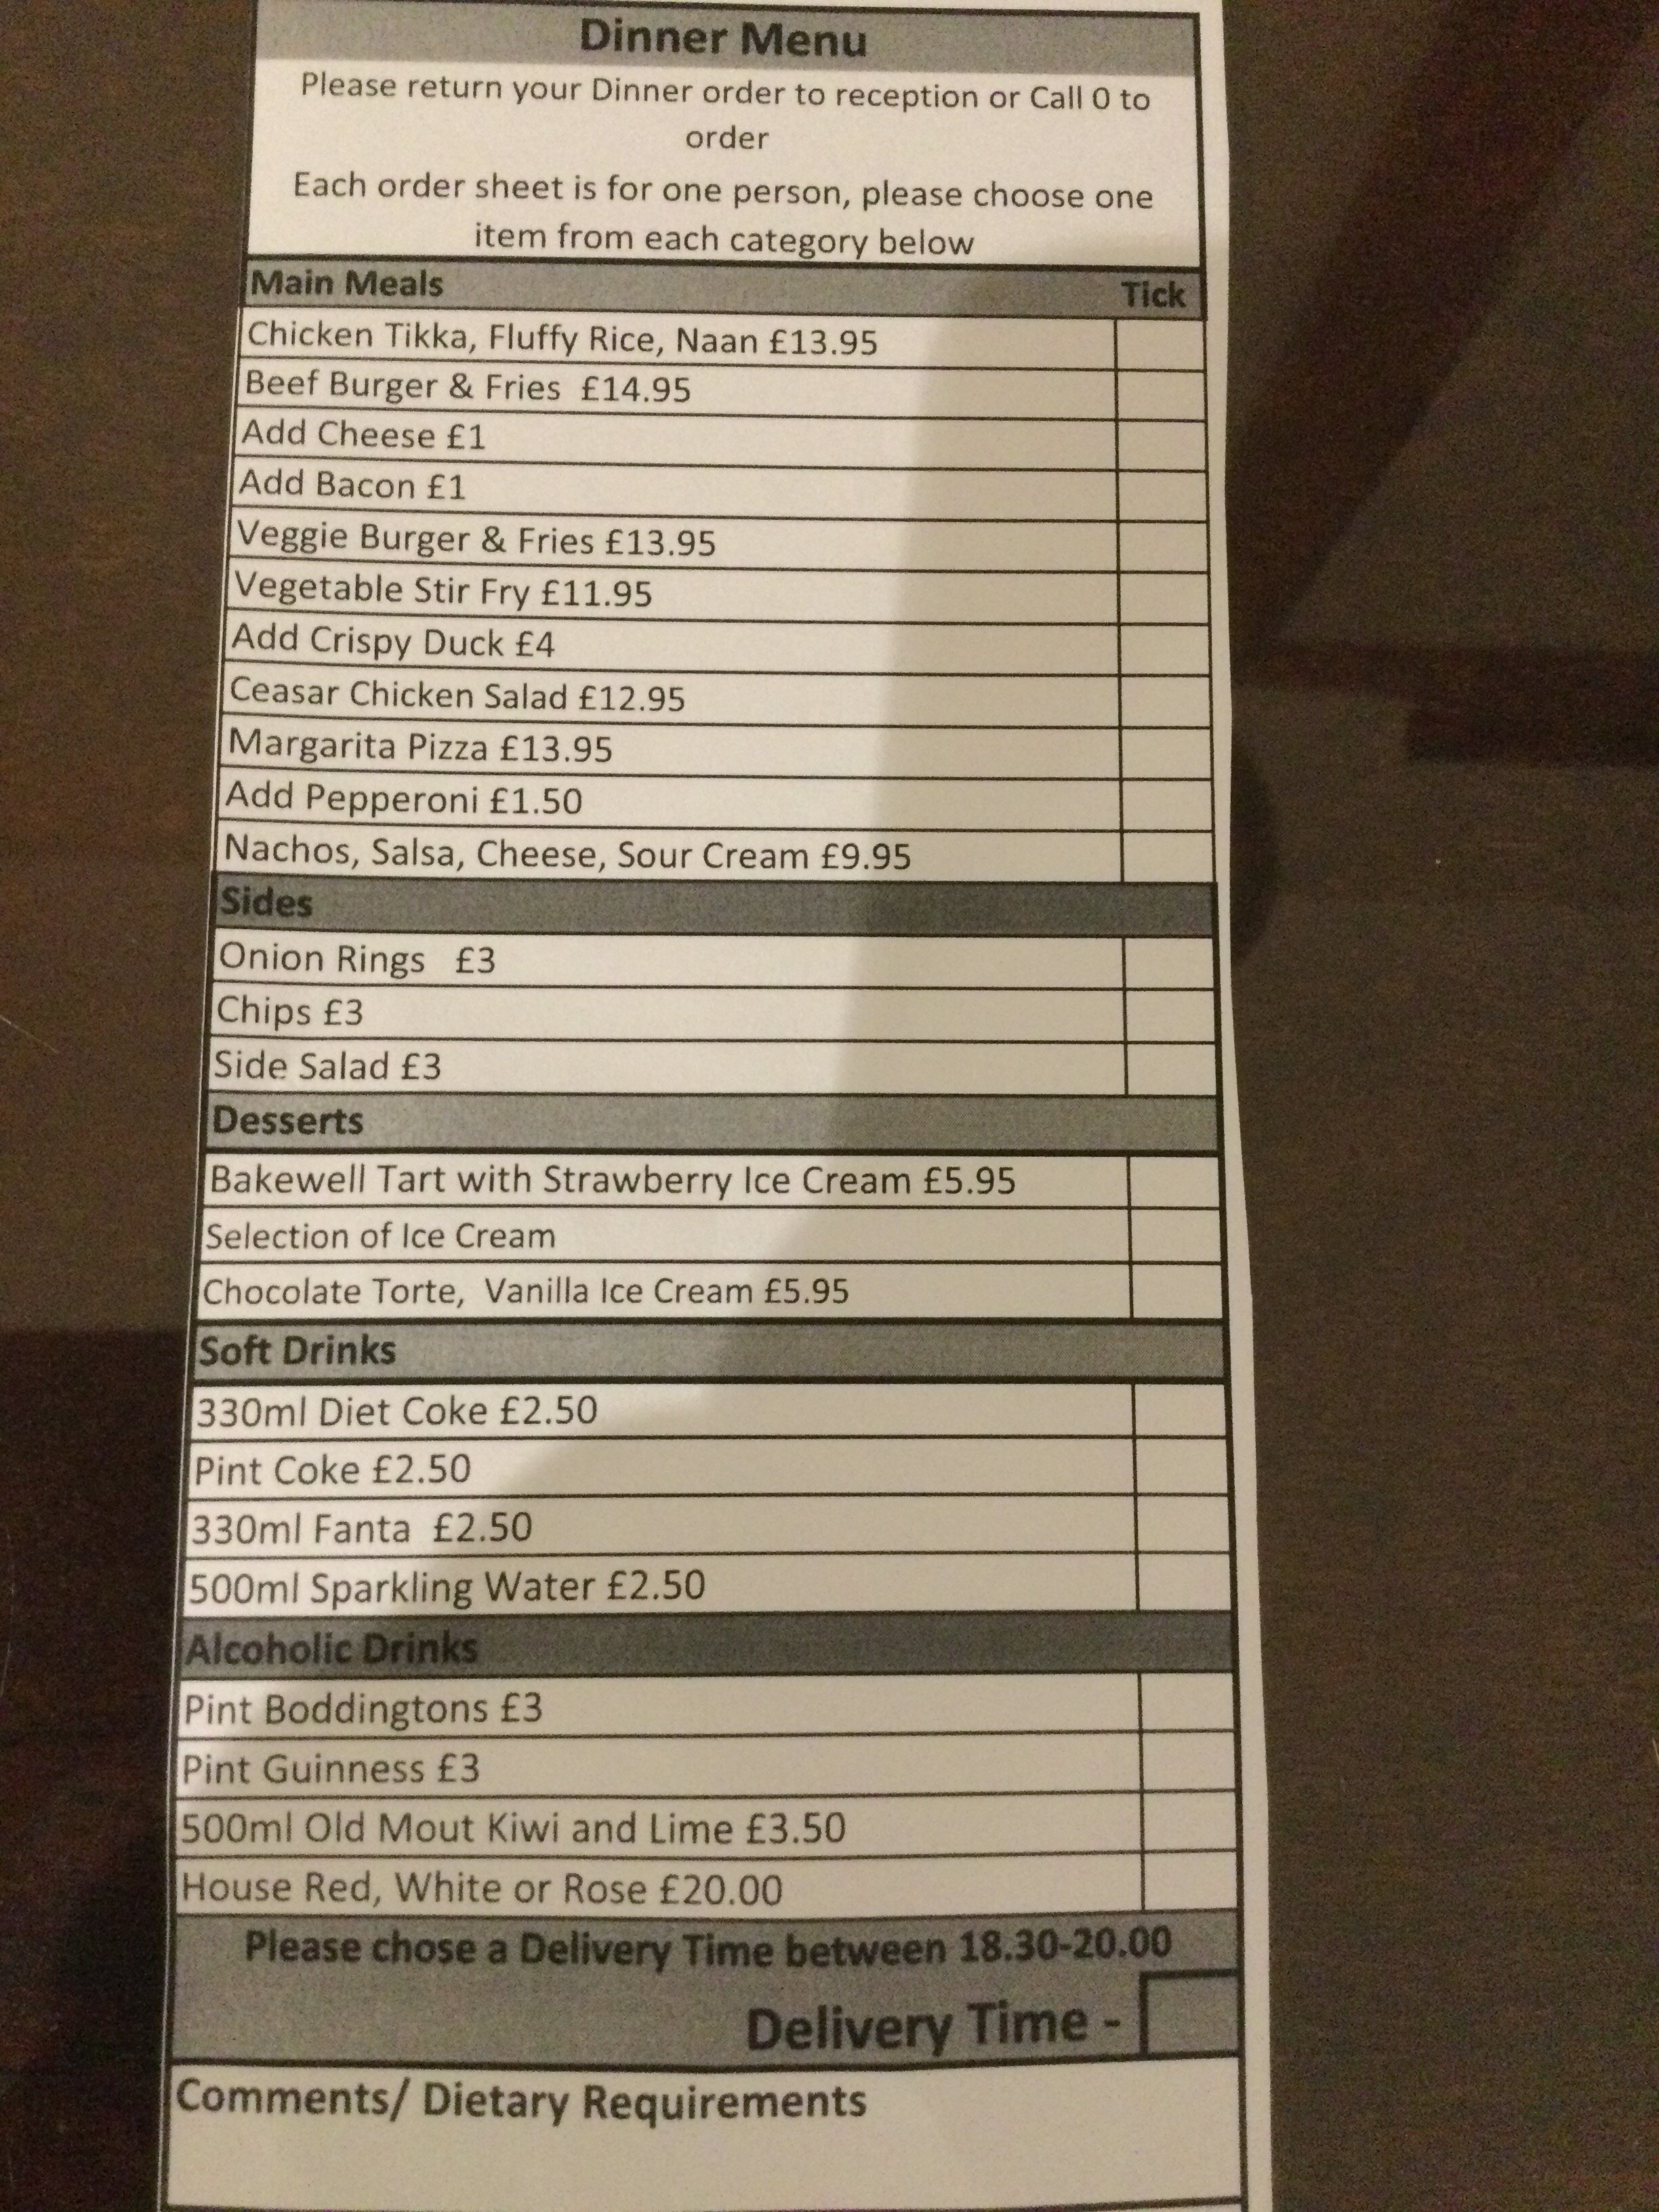 Dinner Menu
Please return your Dinner order to reception or Call 0 to
order
Each order sheet is for one person, please choose one
item from each category below
Main Meals Tick
Chicken Tikka, Fluffy Rice, Naan £13.95
Beef Burger & Fries £14.95
Add Cheese £1
Add Bacon £1
Veggie Burger & Fries £13.95
Vegetable Stir Fry £11.95
Add Crispy Duck £4
Ceasar Chicken Salad £12.95
Margarita Pizza £13.95
Add Pepperoni £1.50
Nachos, Salsa, Cheese, Sour Cream £9.95
Sides
Onion Rings £3
Chips £3
Side Salad £3
Desserts
Bakewell Tart with Strawberry Ice Cream £5.95
Selection of Ice Cream
Chocolate Torte, Vanilla Ice Cream £5.95
Soft Drinks
330ml Diet Coke £2.50
Pint Coke £2.50
330ml Fanta £2.50
500ml Sparkling Water £2.50
Alcoholic Drinks
Pint Boddingtons £3
Pint Guinness £3
500ml Old Mout Kiwi and Lime £3.50
House Red, White or Rose £20.00
Please chose a Delivery Time between 18.30-20.00
Delivery Time -
Comments/ Dietary Requirements